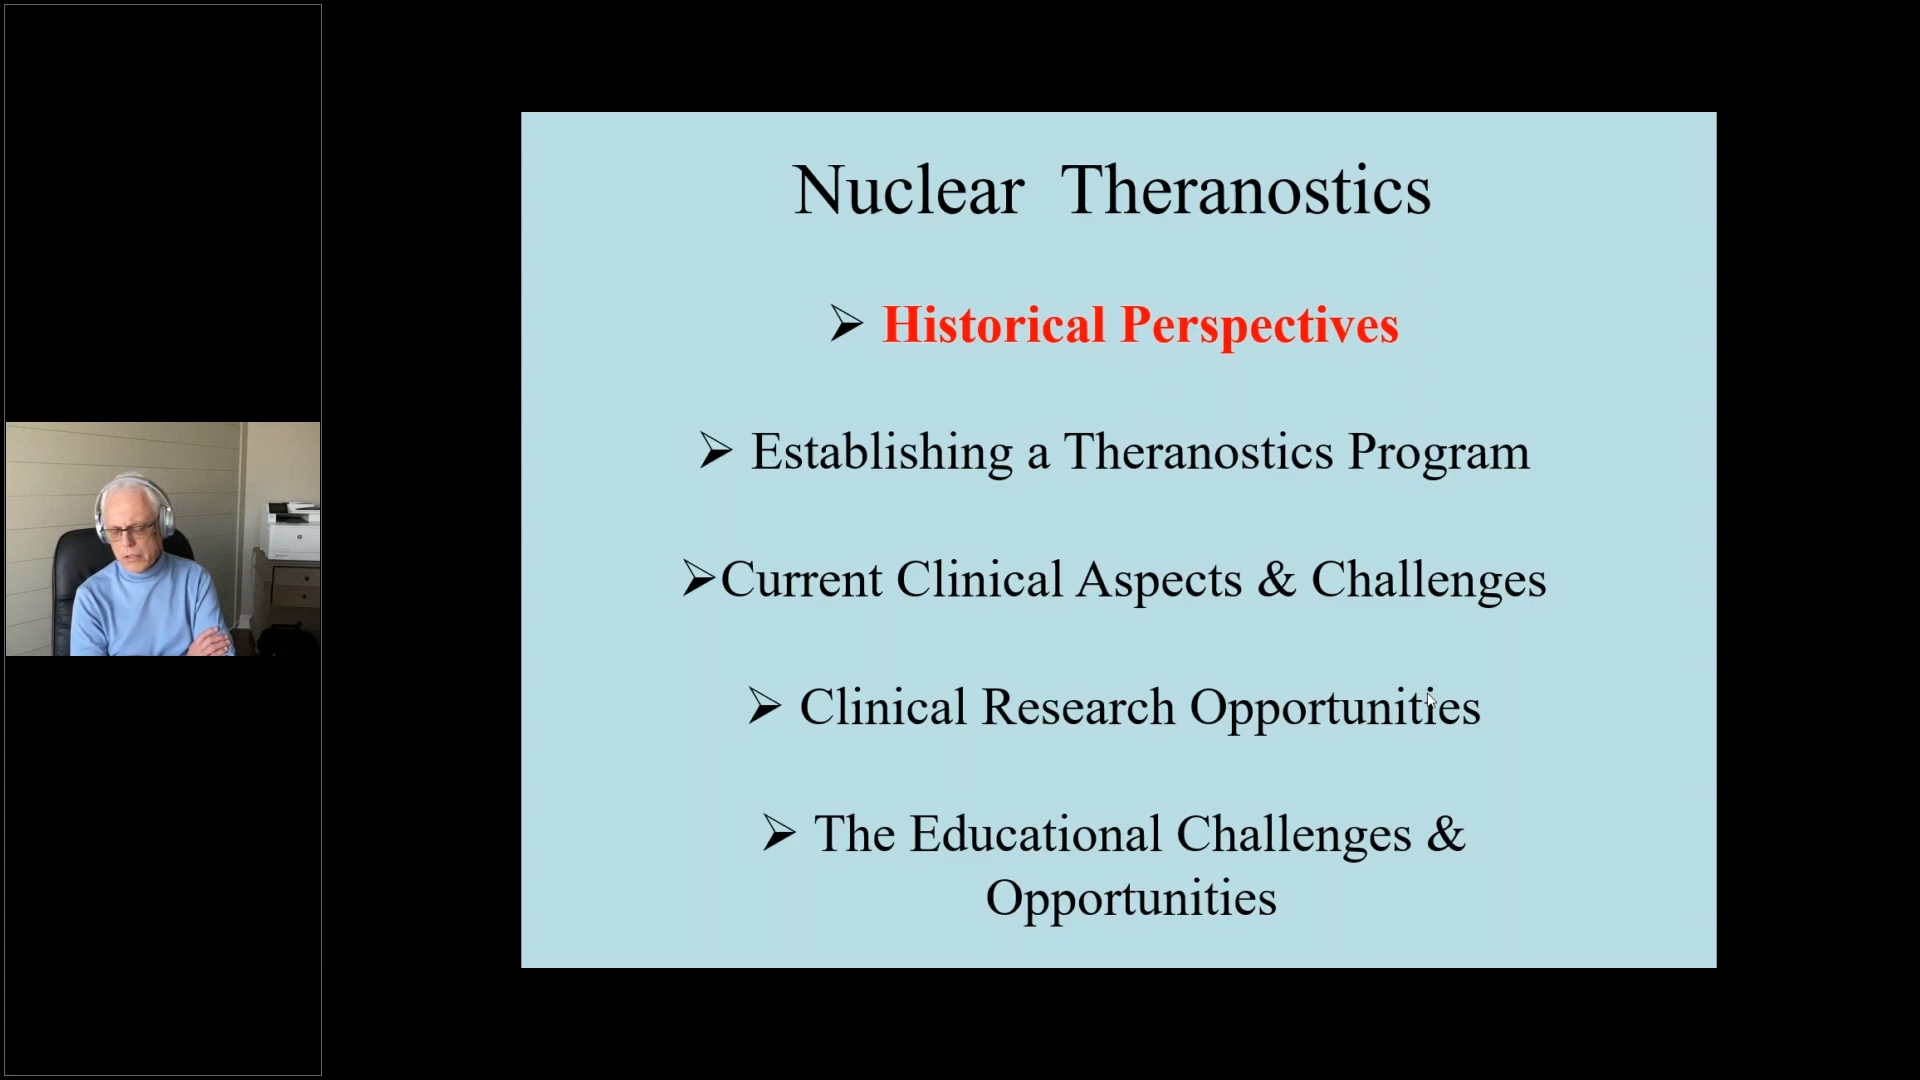 Nuclear Theranostics
➢ Historical Perspectives
➢ Establishing a Theranostics Program
➢Current Clinical Aspects & Challenges
➢ Clinical Research Opportunities
➢ The Educational Challenges &
Opportunities